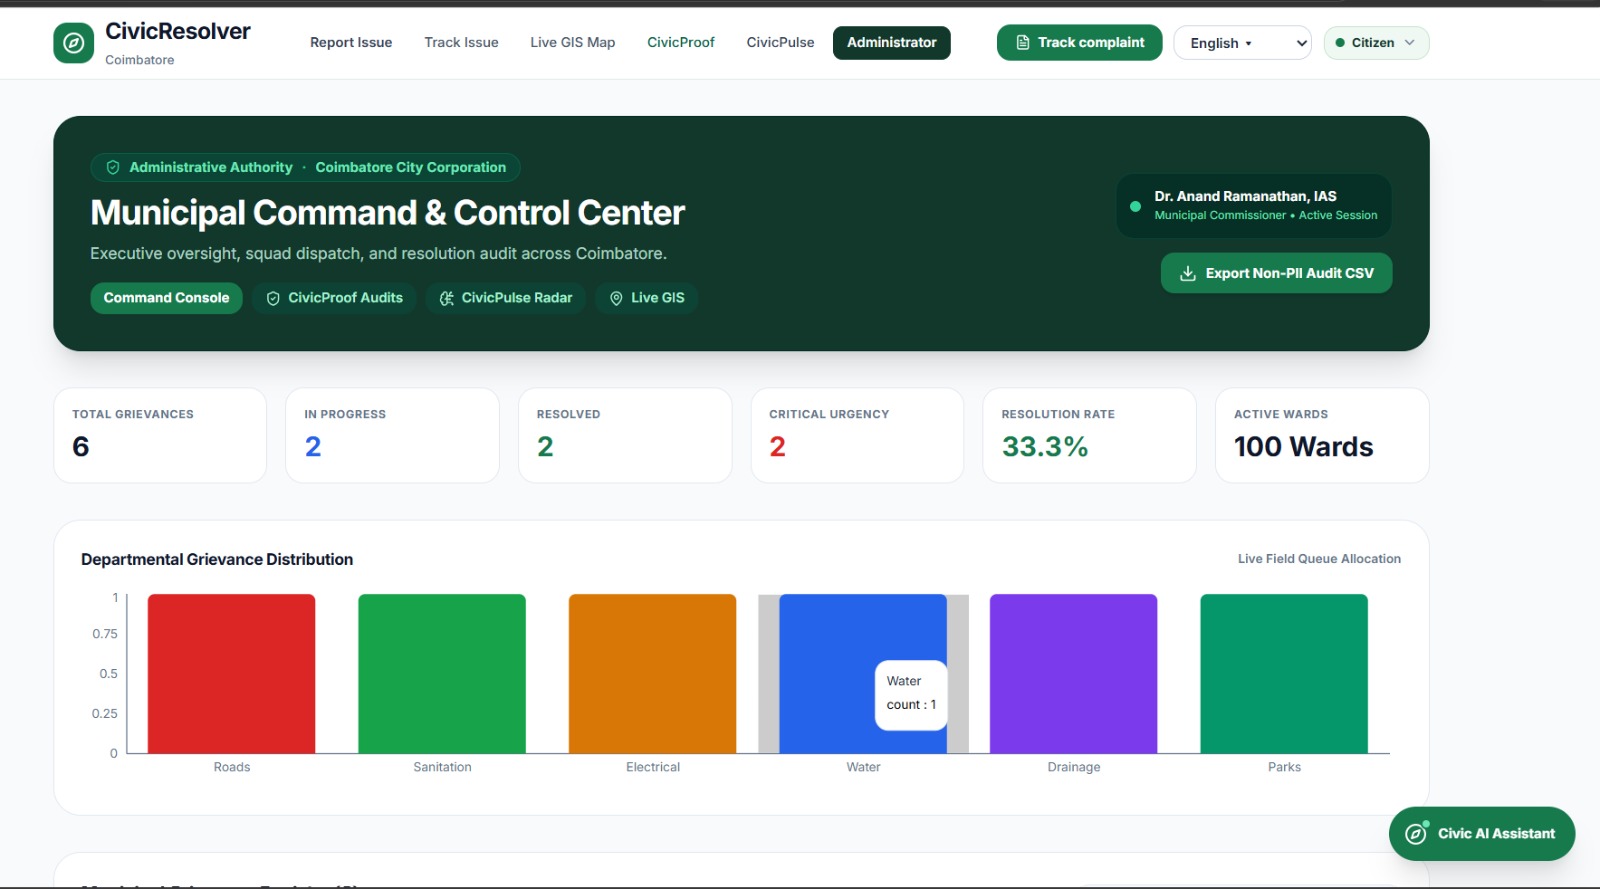 CivicResolver
Coimbatore
Report Issue
Track Issue
Live GIS Map
CivicProof
CivicPulse
Administrator
Track complaint
English ▾
Citizen
Administrative Authority · Coimbatore City Corporation
Municipal Command & Control Center
Executive oversight, squad dispatch, and resolution audit across Coimbatore.
Command Console
CivicProof Audits
CivicPulse Radar
Live GIS
Dr. Anand Ramanathan, IAS
Municipal Commissioner • Active Session
Export Non-PII Audit CSV
TOTAL GRIEVANCES
6
IN PROGRESS
2
RESOLVED
2
CRITICAL URGENCY
2
RESOLUTION RATE
33.3%
ACTIVE WARDS
100 Wards
Departmental Grievance Distribution
Live Field Queue Allocation
1
0.75
0.5
0.25
0
Water
count : 1
Roads
Sanitation
Electrical
Water
Drainage
Parks
Civic AI Assistant